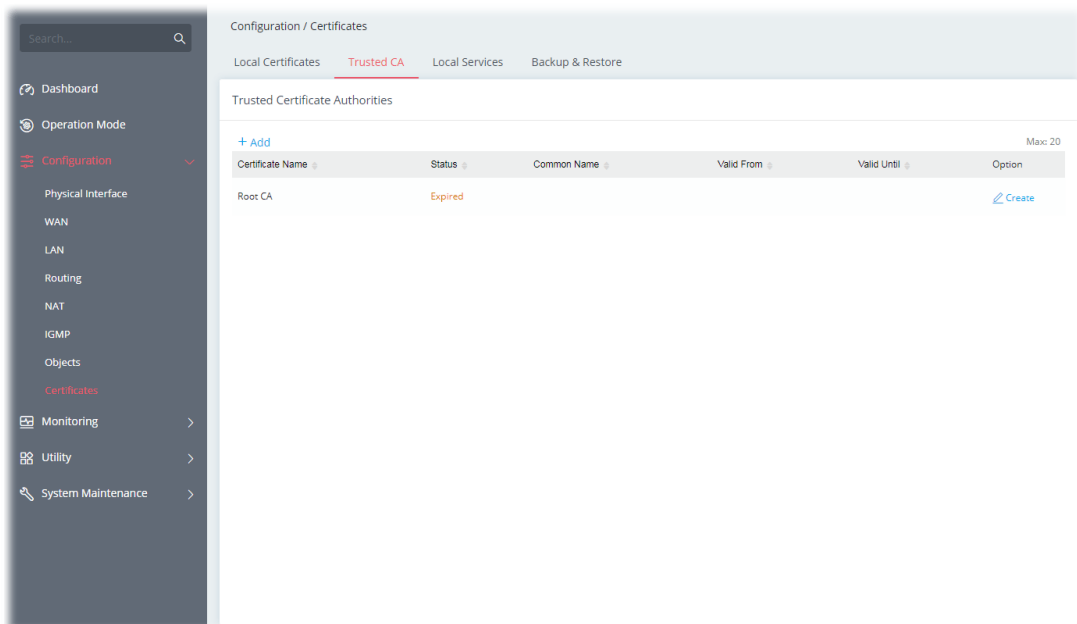 Search...
Dashboard
Operation Mode
Configuration
Physical Interface
WAN
LAN
Routing
NAT
IGMP
Objects
Certificates
Monitoring
Utility
System Maintenance
Configuration / Certificates
Local Certificates Trusted CA Local Services Backup & Restore
Trusted Certificate Authorities
+ Add Max: 20
Certificate Name Status Common Name Valid From Valid Until Option
Root CA Expired Create